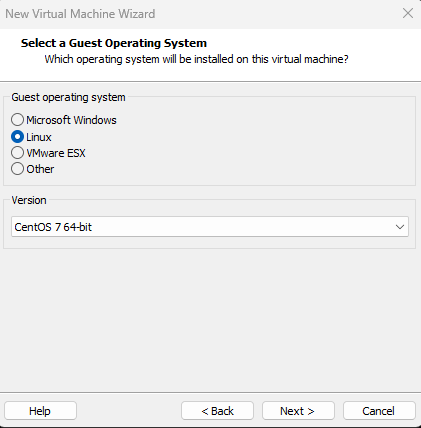 New Virtual Machine Wizard
Select a Guest Operating System
Which operating system will be installed on this virtual machine?
Guest operating system
Microsoft Windows
Linux
VMware ESX
Other
Version
CentOS 7 64-bit
Help
< Back
Next >
Cancel